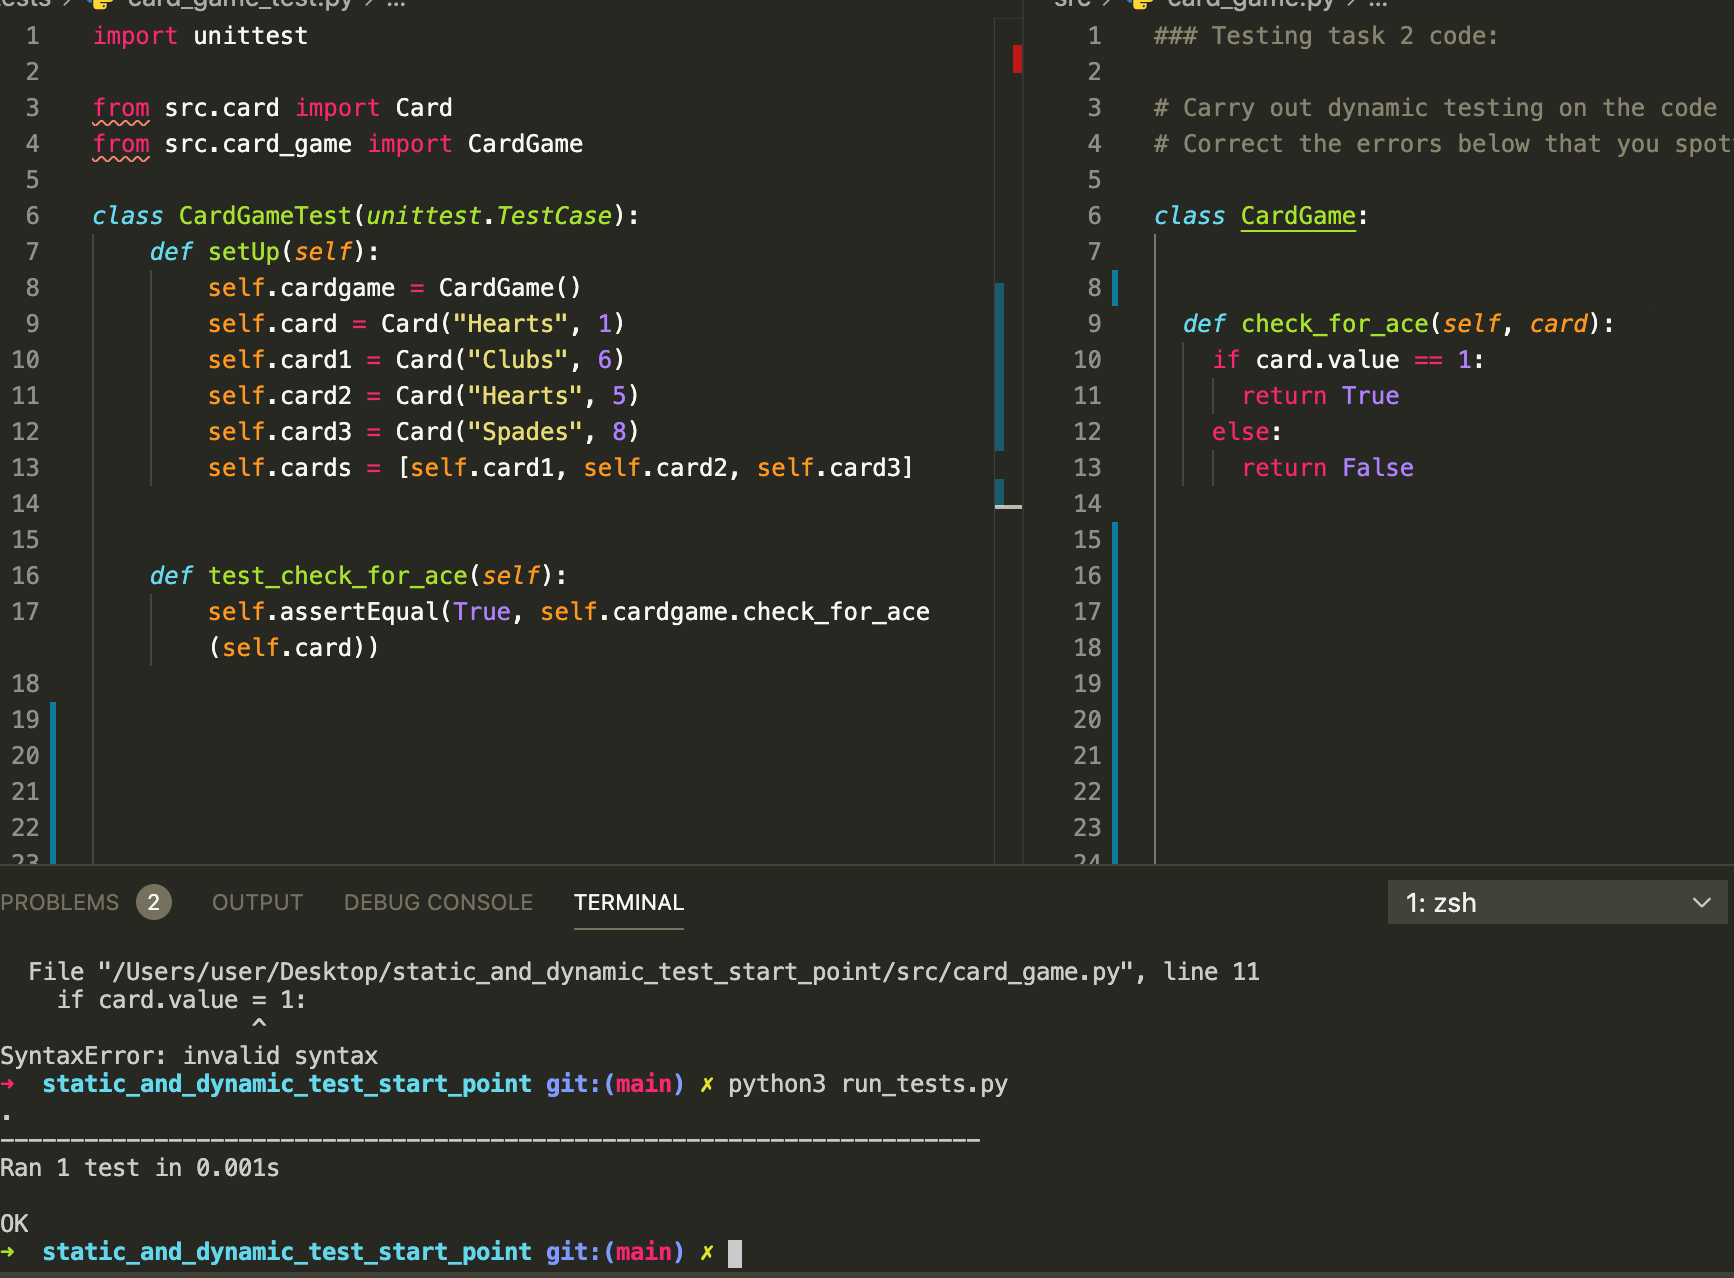 card_game_test.py > ...
1 import unittest
2
3 from src.card import Card
4 from src.card_game import CardGame
5
6 class CardGameTest(unittest.TestCase):
7 def setUp(self):
8 self.cardgame = CardGame()
9 self.card = Card("Hearts", 1)
10 self.card1 = Card("Clubs", 6)
11 self.card2 = Card("Hearts", 5)
12 self.card3 = Card("Spades", 8)
13 self.cards = [self.card1, self.card2, self.card3]
14
15
16 def test_check_for_ace(self):
17 self.assertEqual(True, self.cardgame.check_for_ace
(self.card))
18
19
20
21
22
23
src > card_game.py > ...
1 ### Testing task 2 code:
2
3 # Carry out dynamic testing on the code
4 # Correct the errors below that you spot
5
6 class CardGame:
7
8
9 def check_for_ace(self, card):
10 if card.value == 1:
11 return True
12 else:
13 return False
14
15
16
17
18
19
20
21
22
23
24
PROBLEMS 2 OUTPUT DEBUG CONSOLE TERMINAL 1: zsh
File "/Users/user/Desktop/static_and_dynamic_test_start_point/src/card_game.py", line 11
if card.value = 1:
^
SyntaxError: invalid syntax
➜ static_and_dynamic_test_start_point git:(main) ✗ python3 run_tests.py
.
----------------------------------------------------------------------
Ran 1 test in 0.001s
OK
➜ static_and_dynamic_test_start_point git:(main) ✗